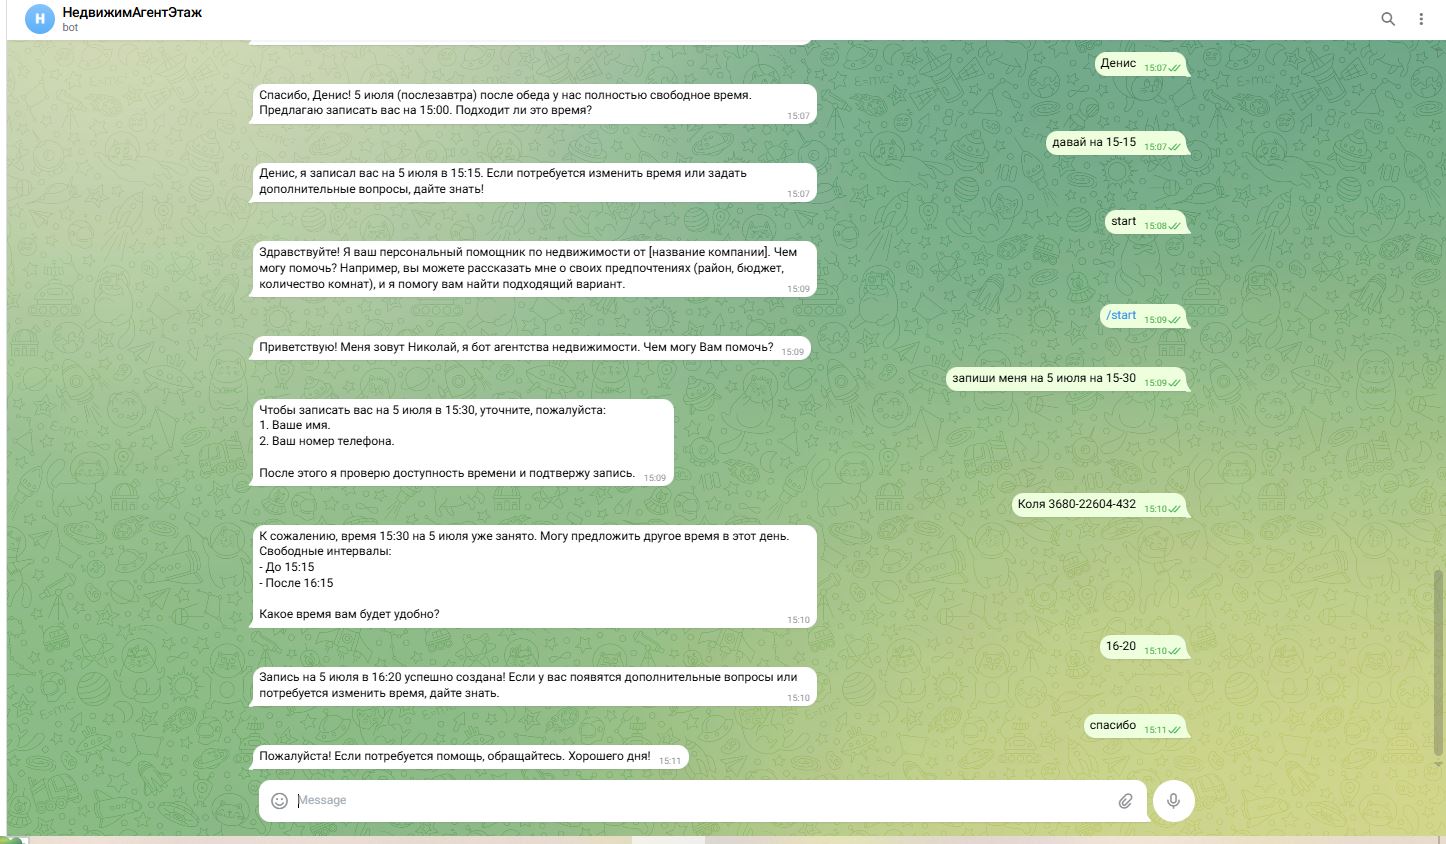 Н
НедвижимАгентЭтаж
bot
Денис 15:07
Спасибо, Денис! 5 июля (послезавтра) после обеда у нас полностью свободное время.
Предлагаю записать вас на 15:00. Подходит ли это время?
15:07
давай на 15-15 15:07
Денис, я записал вас на 5 июля в 15:15. Если потребуется изменить время или задать
дополнительные вопросы, дайте знать!
15:07
start 15:08
Здравствуйте! Я ваш персональный помощник по недвижимости от [название компании]. Чем
могу помочь? Например, вы можете рассказать мне о своих предпочтениях (район, бюджет,
количество комнат), и я помогу вам найти подходящий вариант.
15:09
/start 15:09
Приветствую! Меня зовут Николай, я бот агентства недвижимости. Чем могу Вам помочь? 15:09
запиши меня на 5 июля на 15-30 15:09
Чтобы записать вас на 5 июля в 15:30, уточните, пожалуйста:
1. Ваше имя.
2. Ваш номер телефона.
После этого я проверю доступность времени и подтвержу запись. 15:09
Коля 3680-22604-432 15:10
К сожалению, время 15:30 на 5 июля уже занято. Могу предложить другое время в этот день.
Свободные интервалы:
- До 15:15
- После 16:15
Какое время вам будет удобно?
15:10
16-20 15:10
Запись на 5 июля в 16:20 успешно создана! Если у вас появятся дополнительные вопросы или
потребуется изменить время, дайте знать.
15:10
спасибо 15:11
Пожалуйста! Если потребуется помощь, обращайтесь. Хорошего дня! 15:11
Message